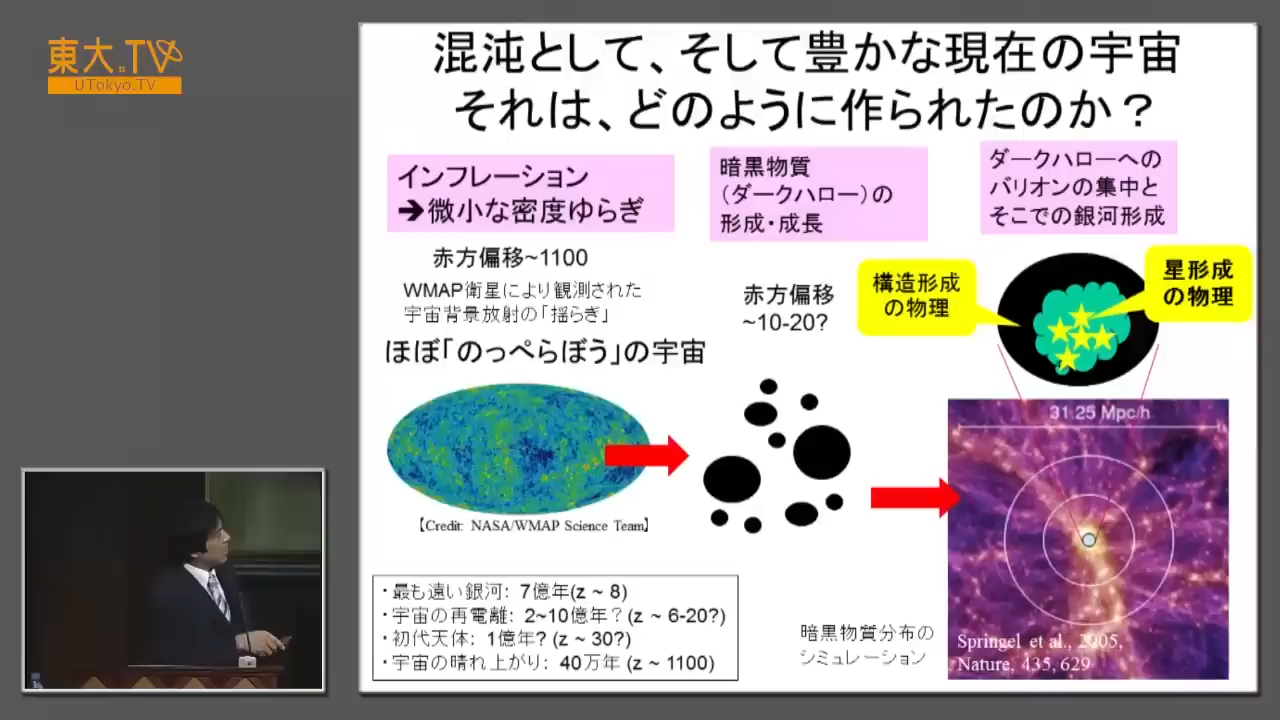 東大.TV
UTokyo.TV
混沌として、そして豊かな現在の宇宙
それは、どのように作られたのか？
インフレーション
➔微小な密度ゆらぎ
暗黒物質
（ダークハロー）の
形成・成長
ダークハローへの
バリオンの集中と
そこでの銀河形成
赤方偏移~1100
WMAP衛星により観測された
宇宙背景放射の「揺らぎ」
ほぼ「のっぺらぼう」の宇宙
赤方偏移
~10-20?
構造形成
の物理
星形成
の物理
31.25 Mpc/h
【Credit: NASA/WMAP Science Team】
・最も遠い銀河: 7億年(z ~ 8)
・宇宙の再電離: 2~10億年？(z ~ 6-20?)
・初代天体: 1億年? (z ~ 30?)
・宇宙の晴れ上がり: 40万年 (z ~ 1100)
暗黒物質分布の
シミュレーション
Springel et al., 2005,
Nature, 435, 629